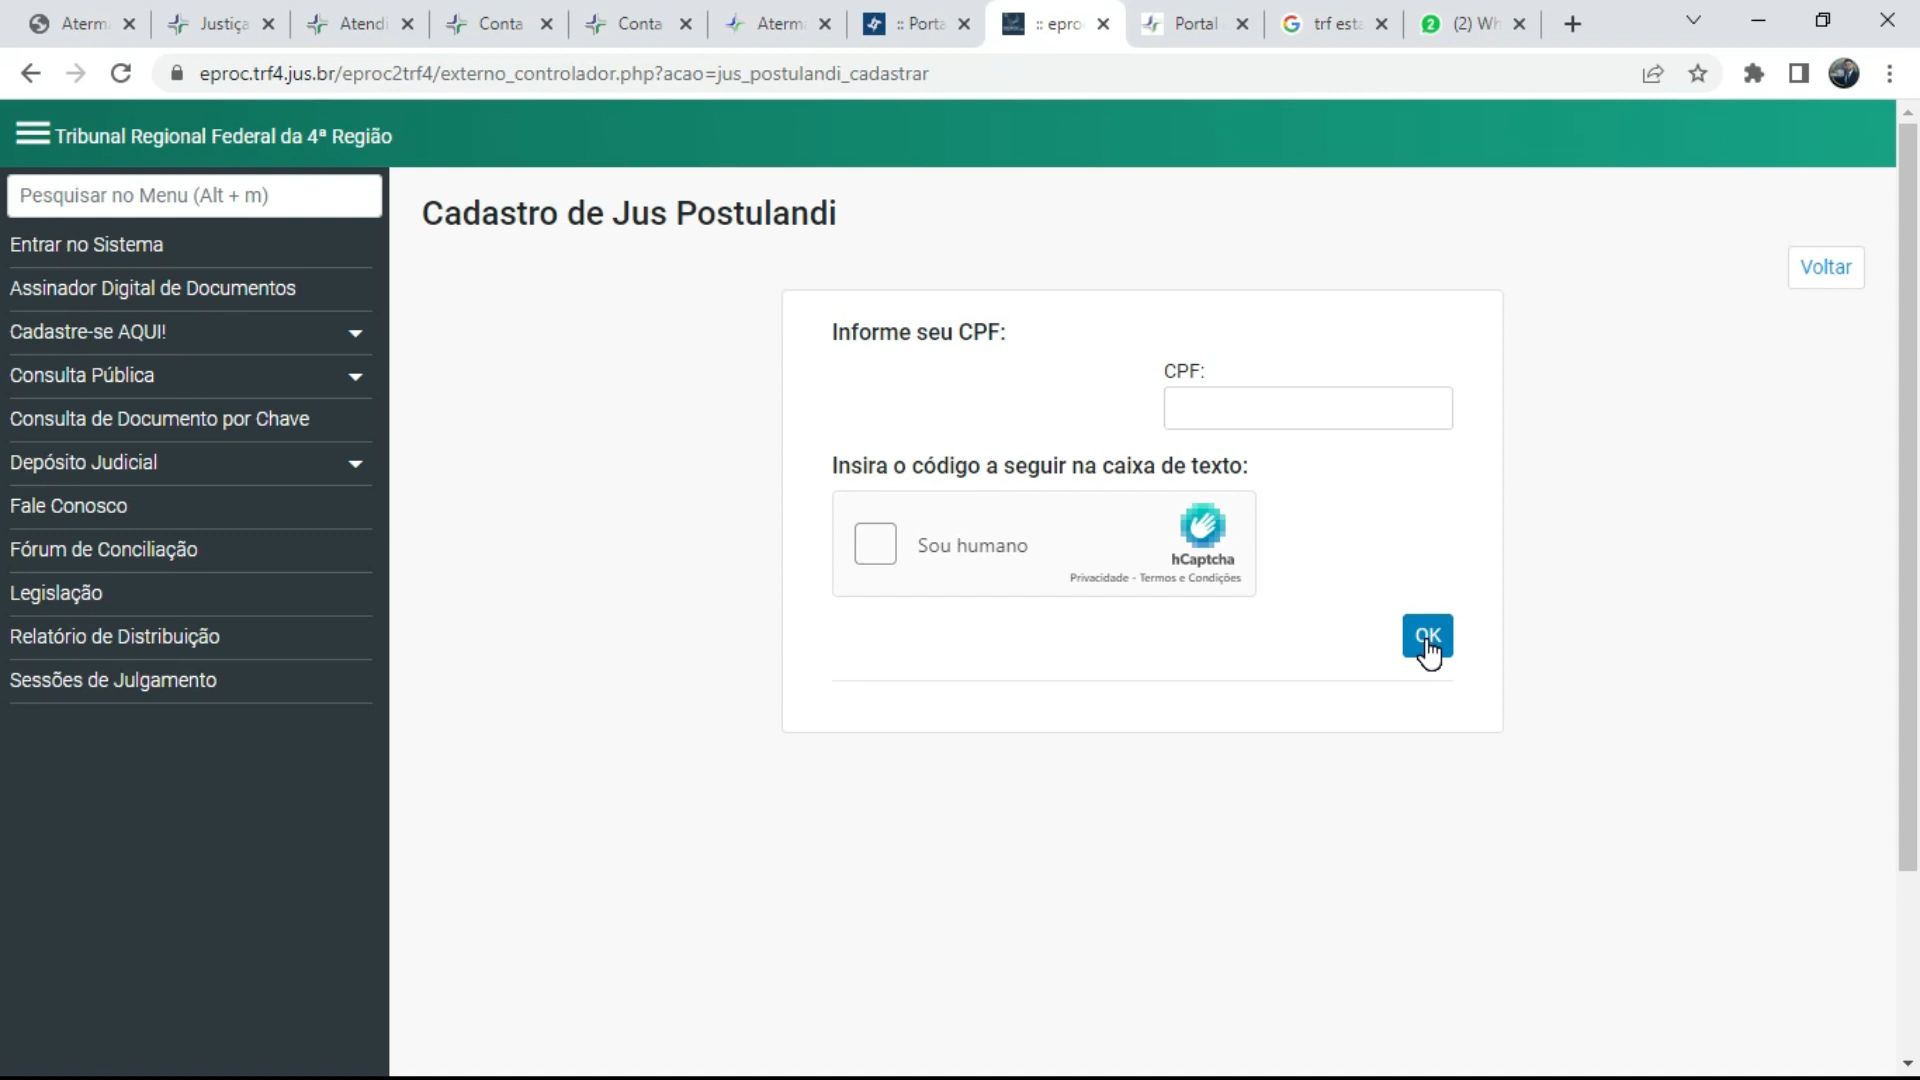 Aterma
Justiça
Atendi
Conta
Conta
Aterm
:: Porta
:: epro
Portal
trf esta
(2) Wh
eproc.trf4.jus.br/eproc2trf4/externo_controlador.php?acao=jus_postulandi_cadastrar
Tribunal Regional Federal da 4ª Região
Pesquisar no Menu (Alt + m)
Entrar no Sistema
Assinador Digital de Documentos
Cadastre-se AQUI!
Consulta Pública
Consulta de Documento por Chave
Depósito Judicial
Fale Conosco
Fórum de Conciliação
Legislação
Relatório de Distribuição
Sessões de Julgamento
Cadastro de Jus Postulandi
Voltar
Informe seu CPF:
CPF:
Insira o código a seguir na caixa de texto:
Sou humano
hCaptcha
Privacidade - Termos e Condições
OK